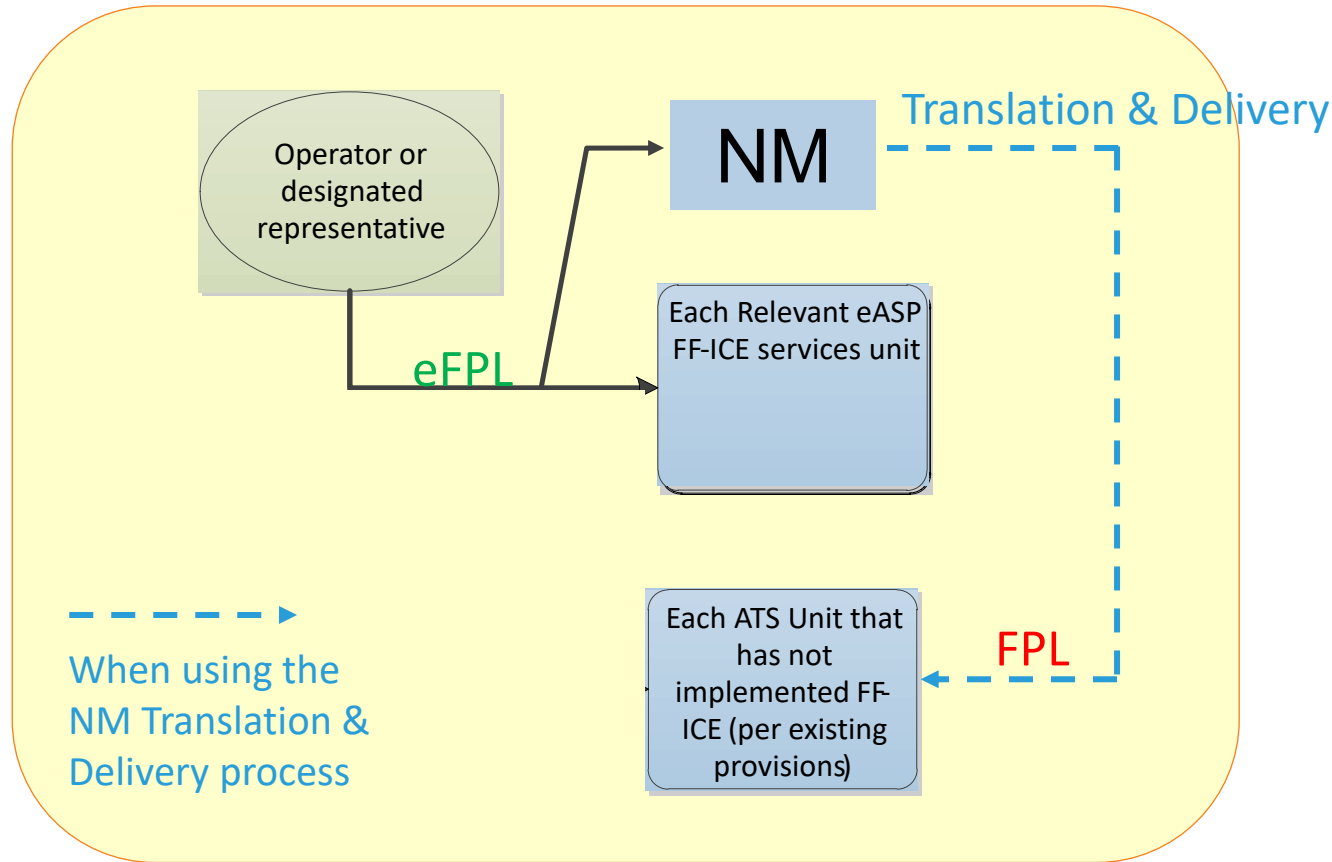 Operator or
designated
representative
NM
Translation & Delivery
Each Relevant eASP
FF-ICE services unit
eFPL
Each ATS Unit that
has not
implemented FF-
ICE (per existing
provisions)
FPL
When using the
NM Translation &
Delivery process